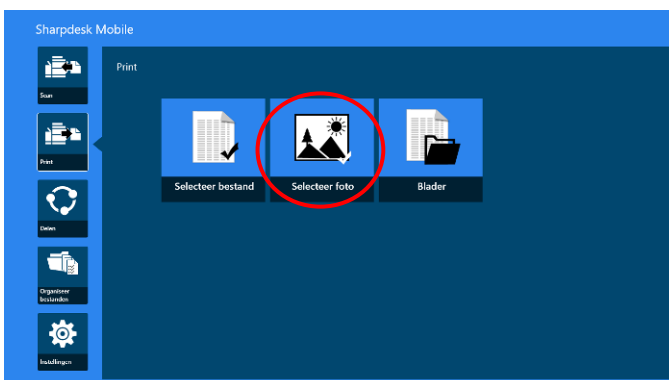 Sharpdesk Mobile
Scan
Print
Print
Selecteer bestand
Selecteer foto
Blader
Delen
Organiseer
bestanden
Instellingen